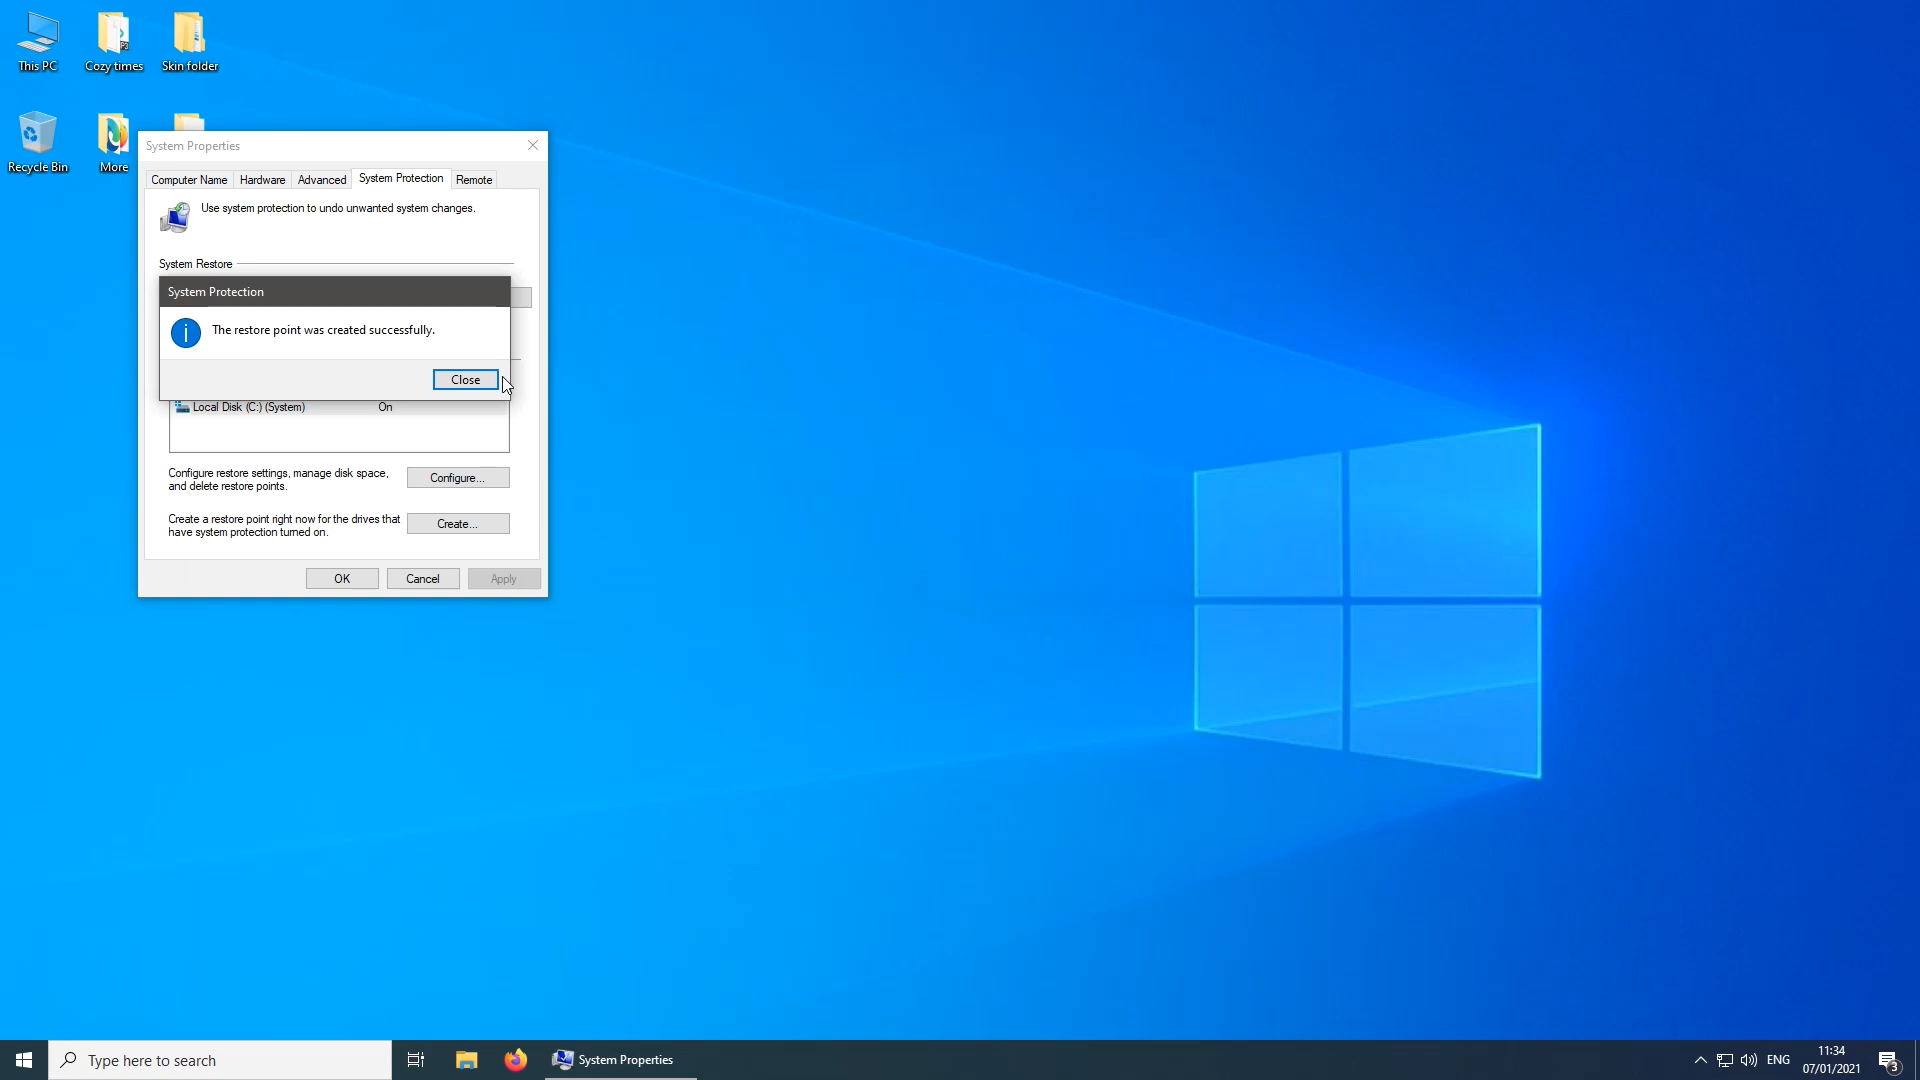 This PC
Cozy times
Skin folder
Recycle Bin
More
System Properties
Computer Name
Hardware
Advanced
System Protection
Remote
Use system protection to undo unwanted system changes.
System Restore
System Protection
The restore point was created successfully.
Close
Local Disk (C:) (System)
On
Configure restore settings, manage disk space,
and delete restore points.
Configure...
Create a restore point right now for the drives that
have system protection turned on.
Create...
OK
Cancel
Apply
Type here to search
System Properties
ENG
11:34
07/01/2021
3